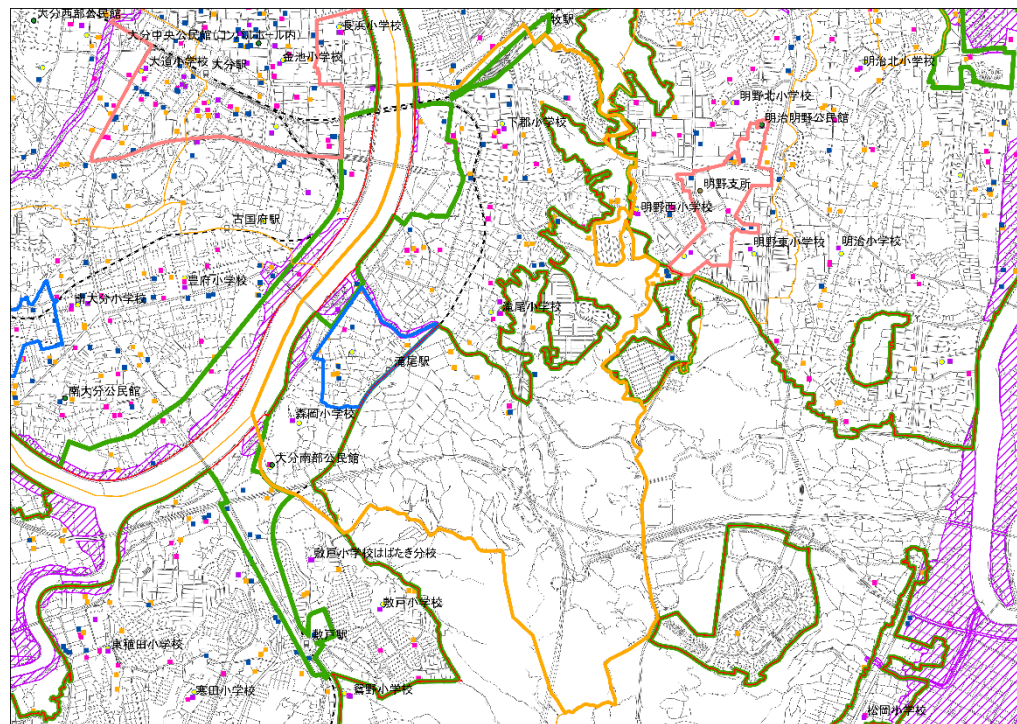 大分西部公民館
長浜小学校
牧駅
大分中央公民館(コンパルホール内)
大道小学校
大分駅
金池小学校
明治北小学校
明野北小学校
下郡小学校
明治明野公民館
明野支所
明野西小学校
古国府駅
明野東小学校
明治小学校
豊府小学校
南大分小学校
滝尾小学校
滝尾駅
南大分公民館
森岡小学校
大分南部公民館
敷戸小学校はばたき分校
敷戸小学校
敷戸駅
東稙田小学校
寒田小学校
鴛野小学校
松岡小学校